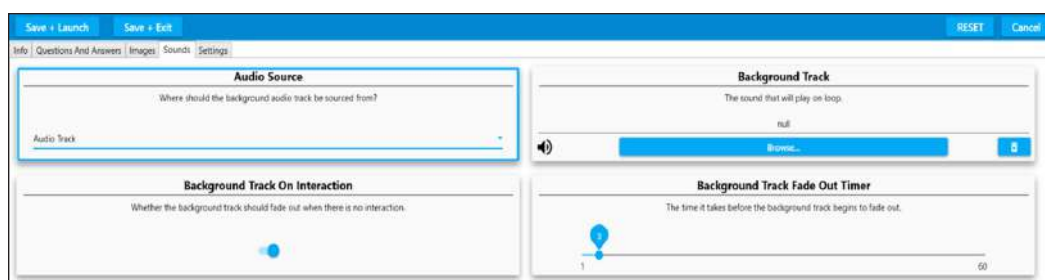 Save + Launch Save + Exit RESET Cancel
Info Questions And Answers Images Sounds Settings
Audio Source
Where should the background audio track be sourced from?
Audio Track
Background Track
The sound that will play on loop.
null
Browse...
Background Track On Interaction
Whether the background track should fade out when there is no interaction.
Background Track Fade Out Timer
The time it takes before the background track begins to fade out.
1 60